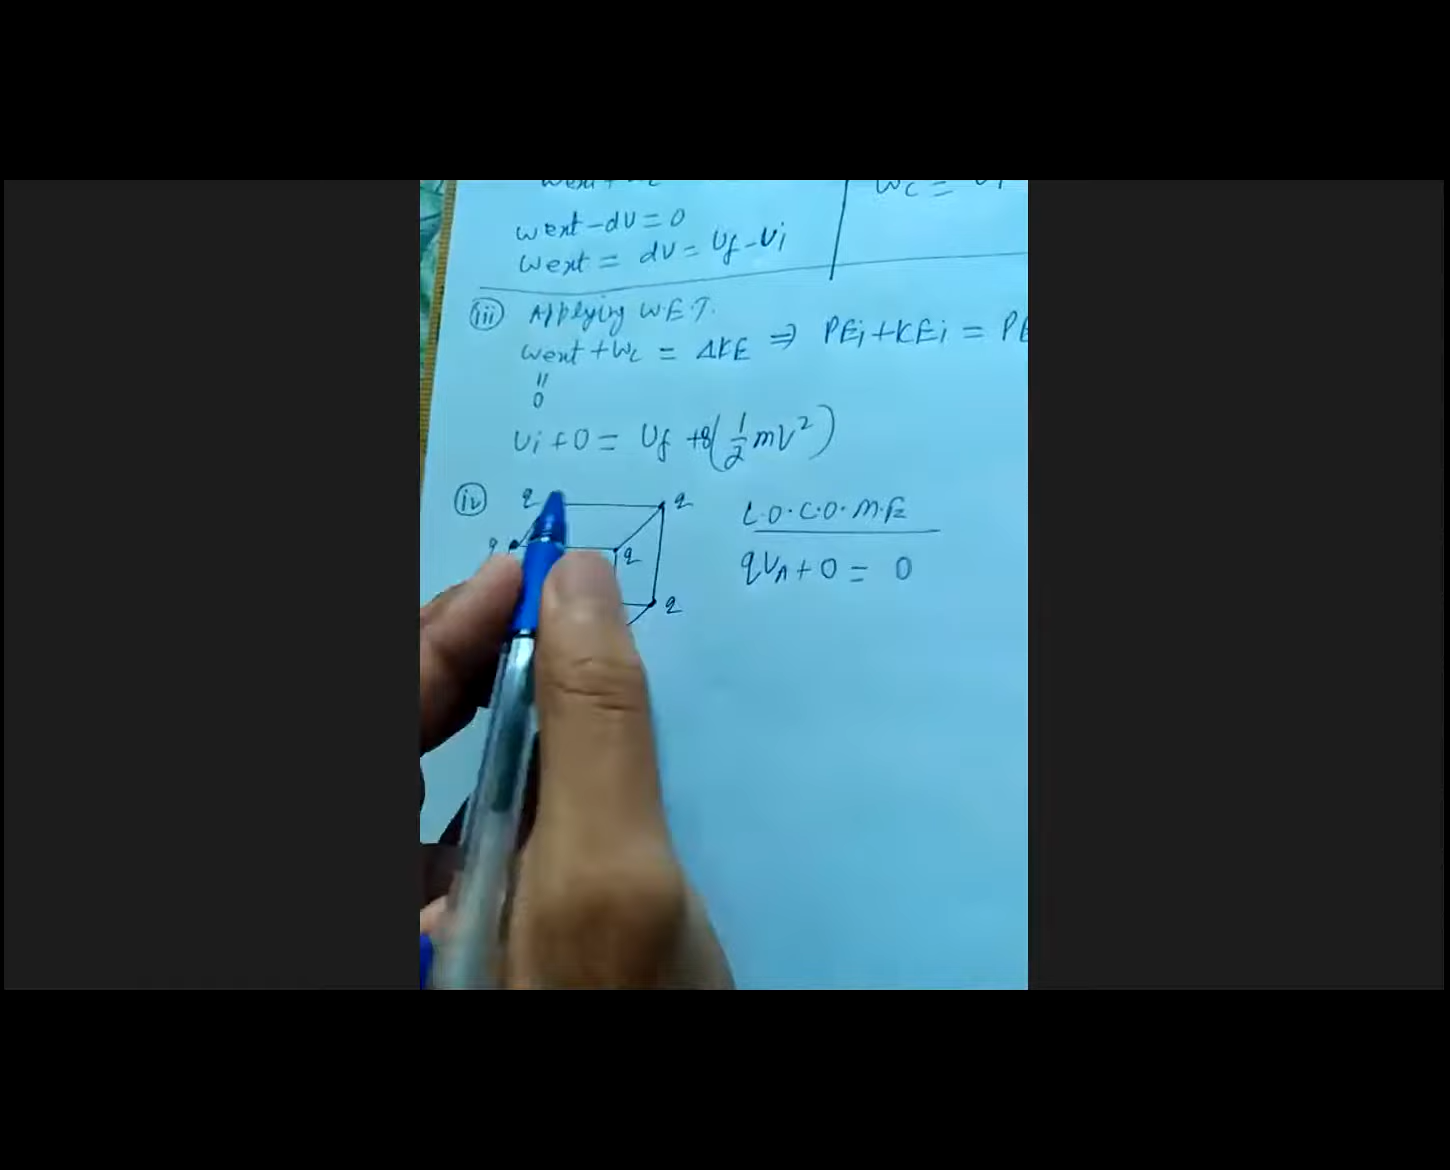 wext - dU = 0
wext = dU = Uf - Ui
(iii) Applying W.E.T.
wext + Wc = ΔKE ⇒ PEi + KEi = PE
"
0
Ui + 0 = Uf + 8(1/2 mV²)
(iv) q q
q q
q
L.O.C.O.M.E
qVA + 0 = 0